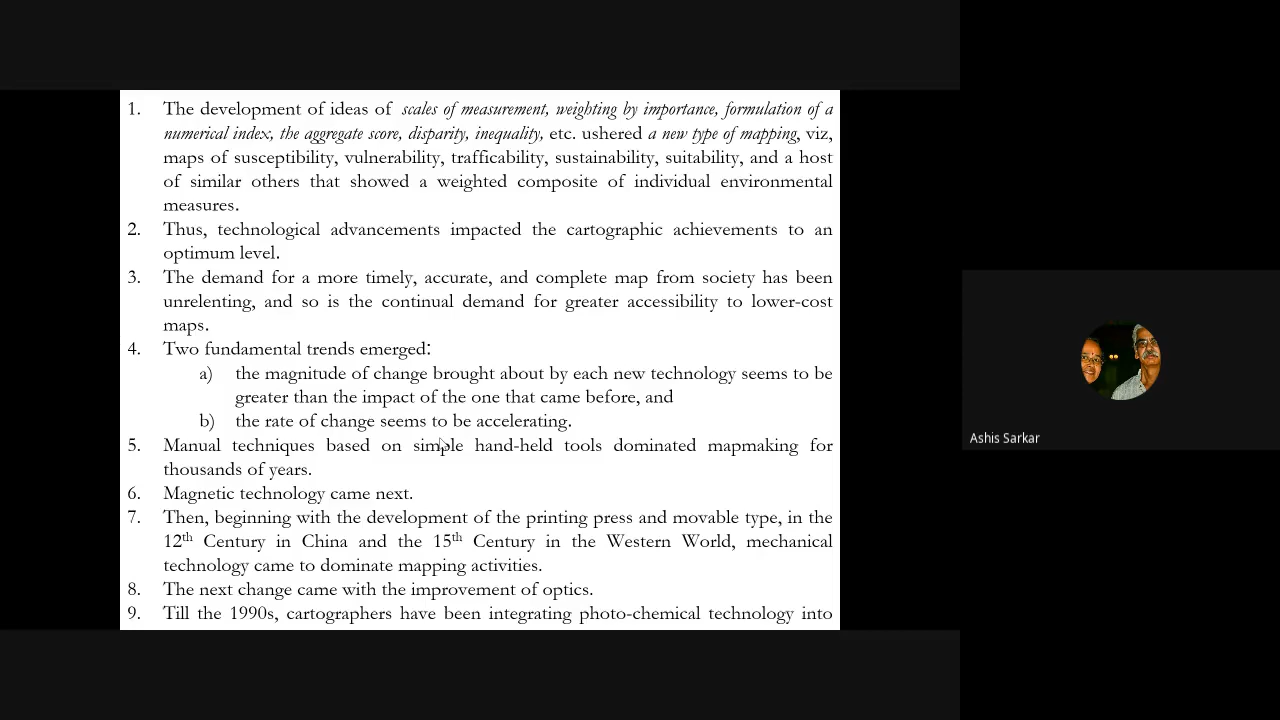 1. The development of ideas of scales of measurement, weighting by importance, formulation of a
numerical index, the aggregate score, disparity, inequality, etc. ushered a new type of mapping, viz,
maps of susceptibility, vulnerability, trafficability, sustainability, suitability, and a host
of similar others that showed a weighted composite of individual environmental
measures.
2. Thus, technological advancements impacted the cartographic achievements to an
optimum level.
3. The demand for a more timely, accurate, and complete map from society has been
unrelenting, and so is the continual demand for greater accessibility to lower-cost
maps.
4. Two fundamental trends emerged:
a) the magnitude of change brought about by each new technology seems to be
greater than the impact of the one that came before, and
b) the rate of change seems to be accelerating.
5. Manual techniques based on simple hand-held tools dominated mapmaking for
thousands of years.
6. Magnetic technology came next.
7. Then, beginning with the development of the printing press and movable type, in the
12th Century in China and the 15th Century in the Western World, mechanical
technology came to dominate mapping activities.
8. The next change came with the improvement of optics.
9. Till the 1990s, cartographers have been integrating photo-chemical technology into
Ashis Sarkar